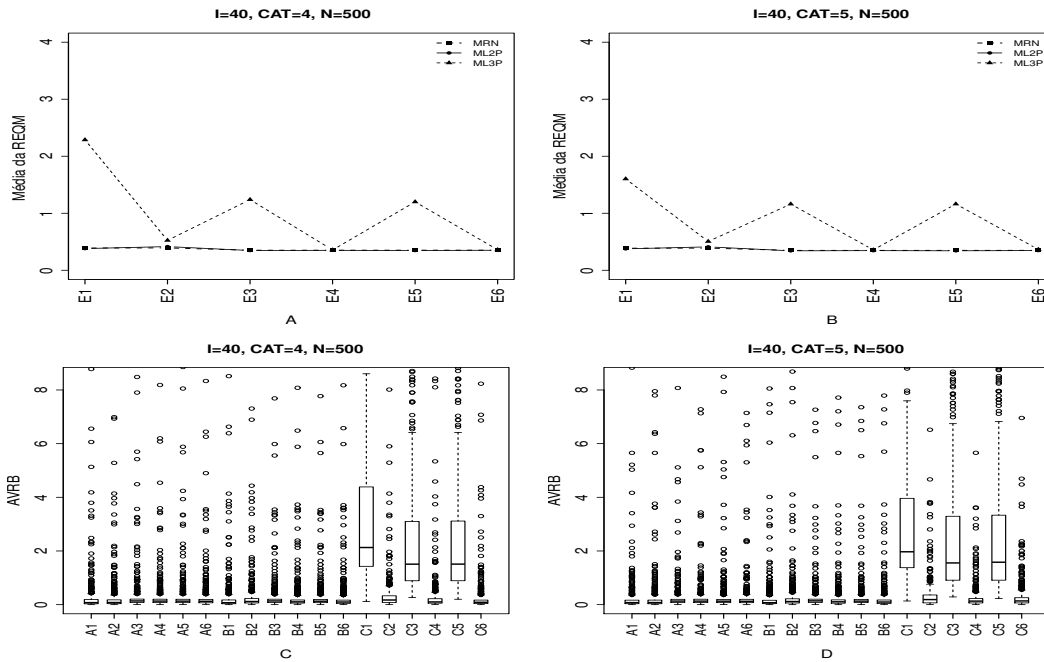 I=40, CAT=4, N=500
MRN
ML2P
ML3P
Média da REQM
0 1 2 3 4
E1 E2 E3 E4 E5 E6
A
I=40, CAT=5, N=500
MRN
ML2P
ML3P
Média da REQM
0 1 2 3 4
E1 E2 E3 E4 E5 E6
B
I=40, CAT=4, N=500
AVRB
0 2 4 6 8
A1 A2 A3 A4 A5 A6 B1 B2 B3 B4 B5 B6 C1 C2 C3 C4 C5 C6
C
I=40, CAT=5, N=500
AVRB
0 2 4 6 8
A1 A2 A3 A4 A5 A6 B1 B2 B3 B4 B5 B6 C1 C2 C3 C4 C5 C6
D